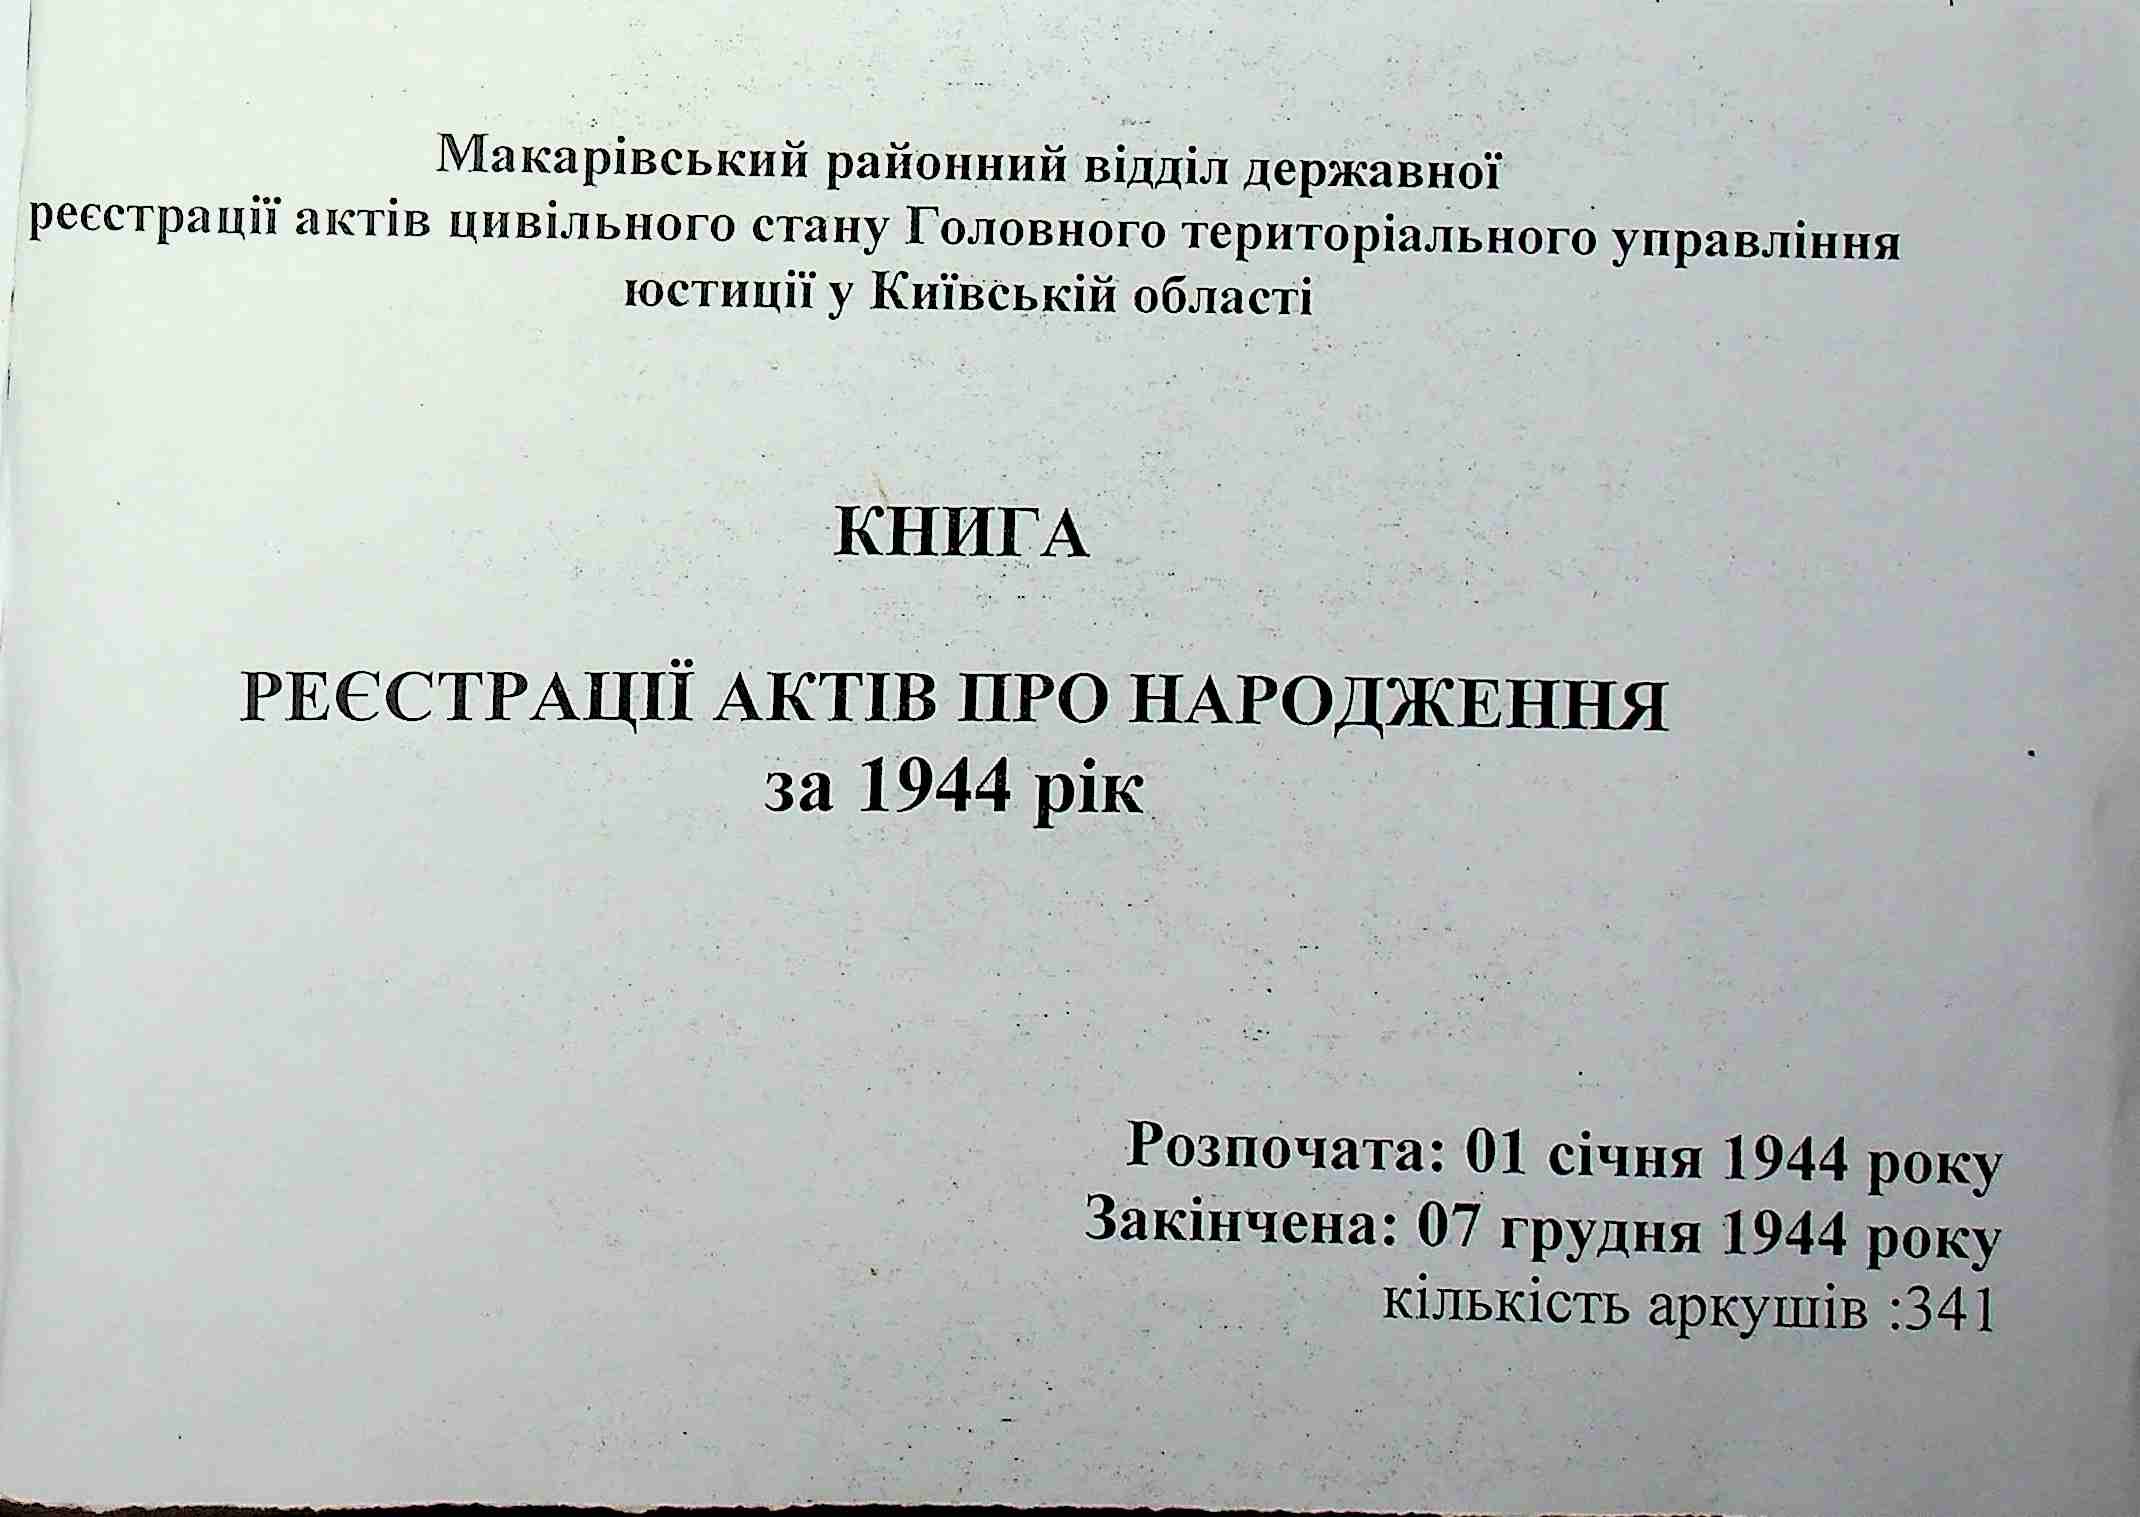 Макарівський районний відділ державної
реєстрації актів цивільного стану Головного територіального управління
юстиції у Київській області
КНИГА
РЕЄСТРАЦІЇ АКТІВ ПРО НАРОДЖЕННЯ
за 1944 рік
Розпочата: 01 січня 1944 року
Закінчена: 07 грудня 1944 року
кількість аркушів :341